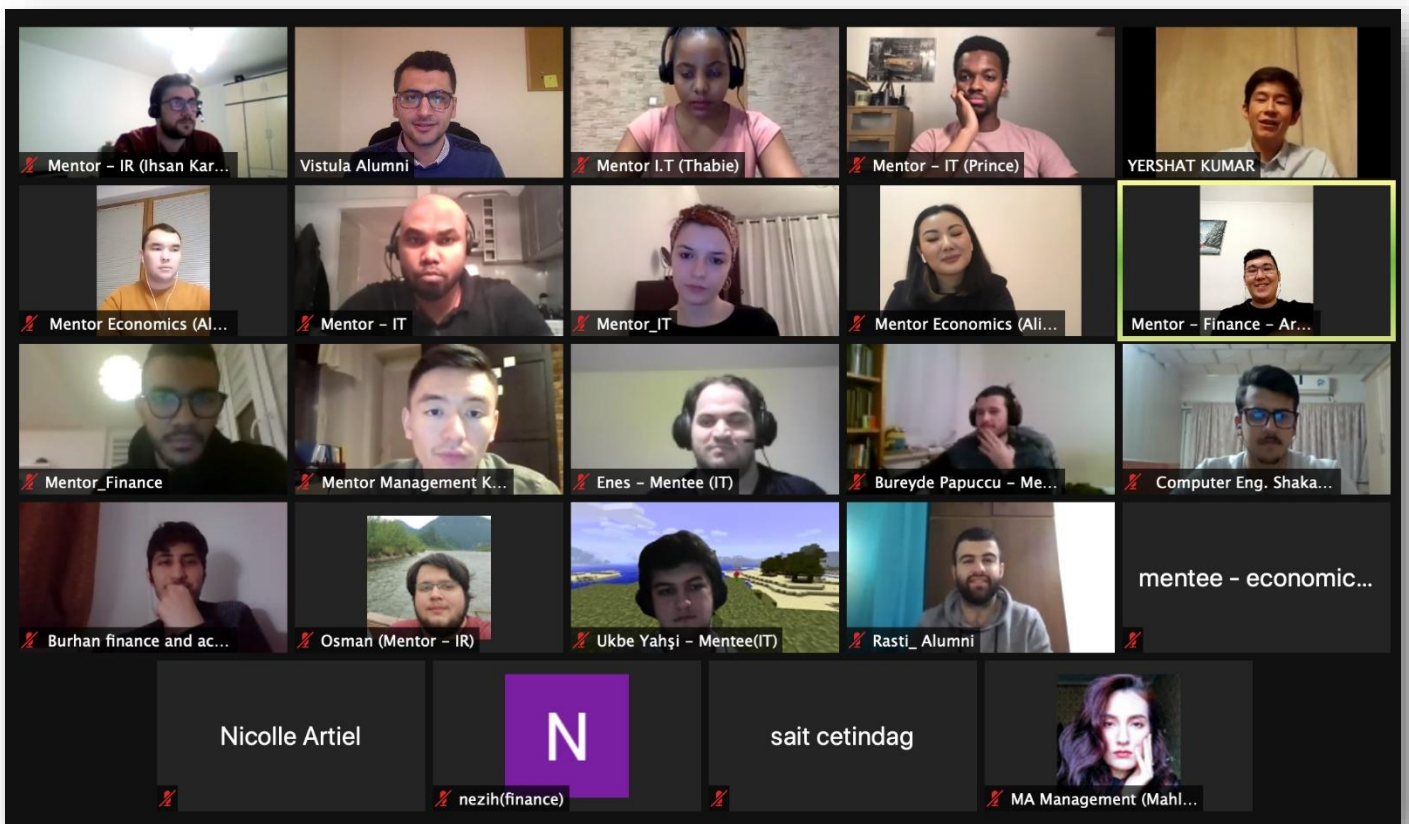 Mentor – IR (Ihsan Kar...
Vistula Alumni
Mentor I.T (Thabie)
Mentor – IT (Prince)
YERSHAT KUMAR
Mentor Economics (Al...
Mentor – IT
Mentor_IT
Mentor Economics (Ali...
Mentor – Finance – Ar...
Mentor_Finance
Mentor Management K...
Enes – Mentee (IT)
Bureyde Papuccu – Me...
Computer Eng. Shaka...
Burhan finance and ac...
Osman (Mentor – IR)
Ukbe Yahşi – Mentee(IT)
Rasti_ Alumni
mentee - economic...
Nicolle Artiel
N
nezih(finance)
sait cetindag
MA Management (Mahl...